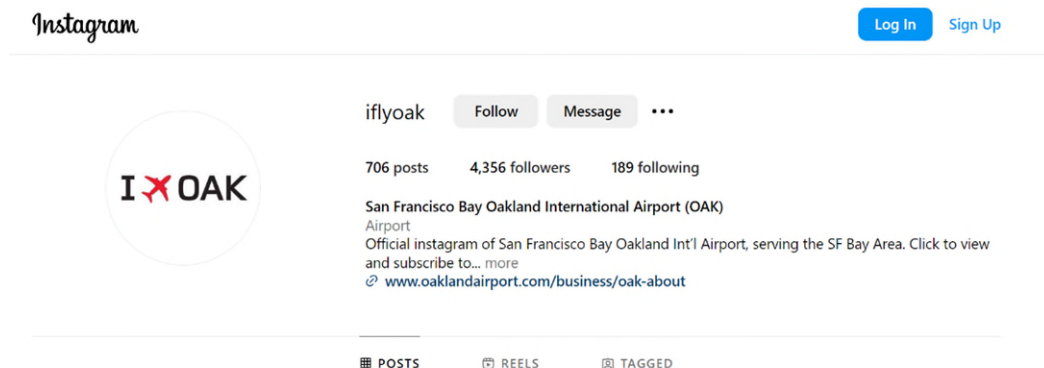 Instagram
Log In
Sign Up
iflyoak
Follow
Message
706 posts
4,356 followers
189 following
I OAK
San Francisco Bay Oakland International Airport (OAK)
Airport
Official instagram of San Francisco Bay Oakland Int'l Airport, serving the SF Bay Area. Click to view
and subscribe to... more
www.oaklandairport.com/business/oak-about
POSTS
REELS
TAGGED